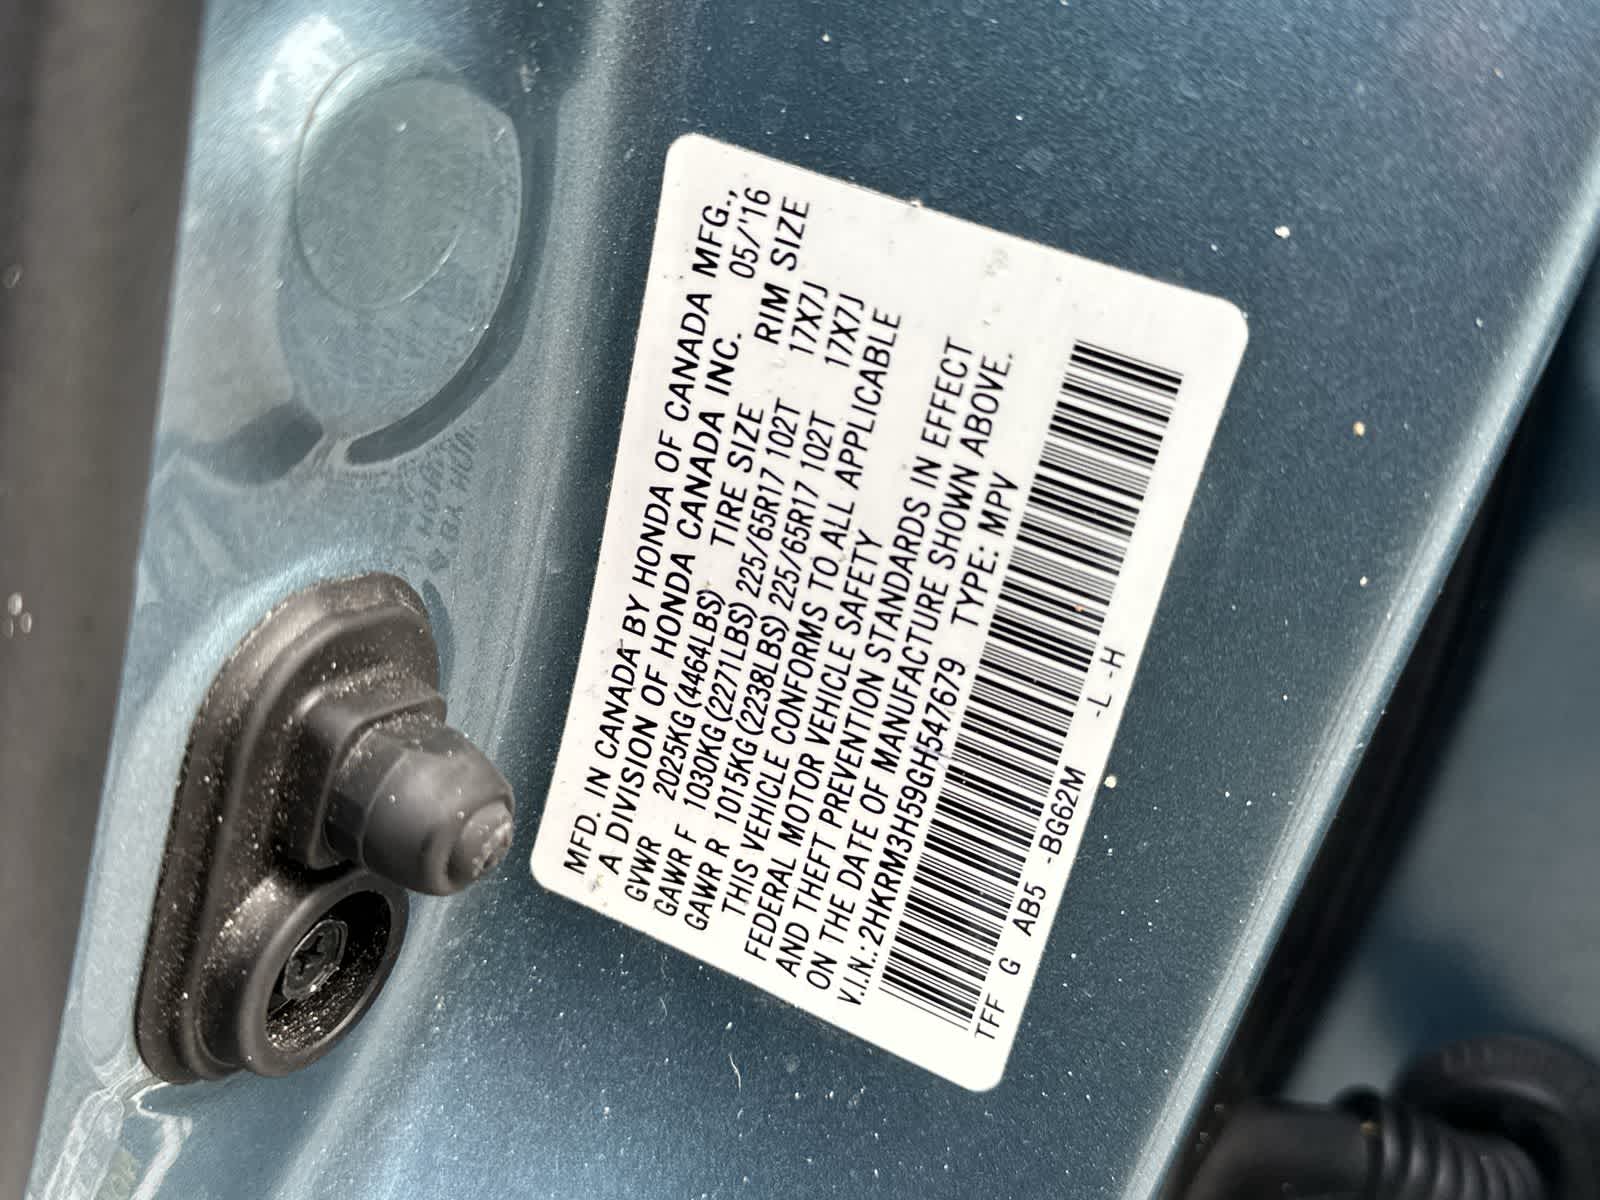 MFD. IN CANADA BY HONDA OF CANADA MFG.,
A DIVISION OF HONDA CANADA INC. 05/'16
GVWR 2025KG(4464LBS) TIRE SIZE RIM SIZE
GAWR F 1030KG(2271LBS) 225/65R17 102T 17X7J
GAWR R 1015KG(2238LBS) 225/65R17 102T 17X7J
THIS VEHICLE CONFORMS TO ALL APPLICABLE
FEDERAL MOTOR VEHICLE SAFETY
AND THEFT PREVENTION STANDARDS IN EFFECT
ON THE DATE OF MANUFACTURE SHOWN ABOVE.
V.I.N.:2HKRM3H59GH547679 TYPE: MPV
TFF G AB5 -BG62M -L -H